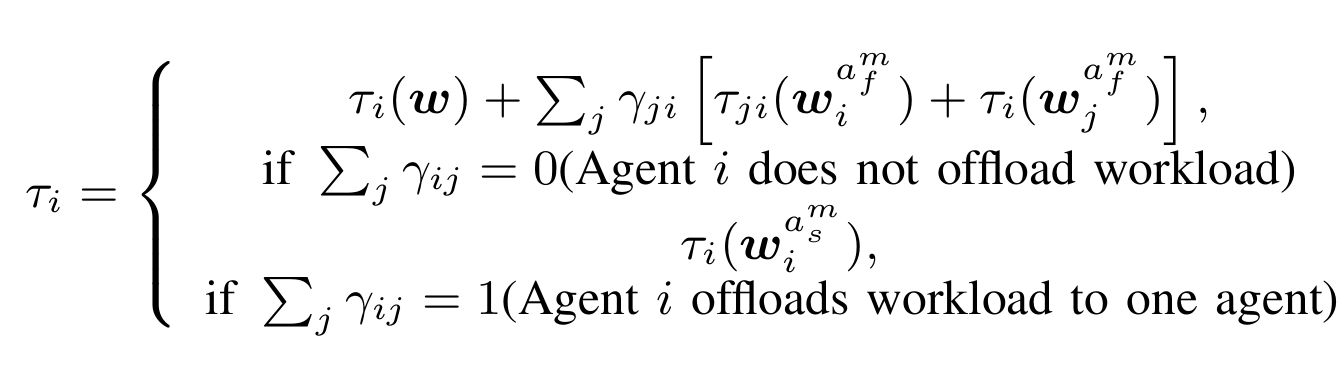 τ_i(𝒘) + ∑_j γ_{ji} [τ_{ji}(𝒘_i^{a_f^m}) + τ_i(𝒘_j^{a_f^m})],
if ∑_j γ_{ij} = 0(Agent i does not offload workload)
τ_i = {
τ_i(𝒘_i^{a_s^m}),
if ∑_j γ_{ij} = 1(Agent i offloads workload to one agent)